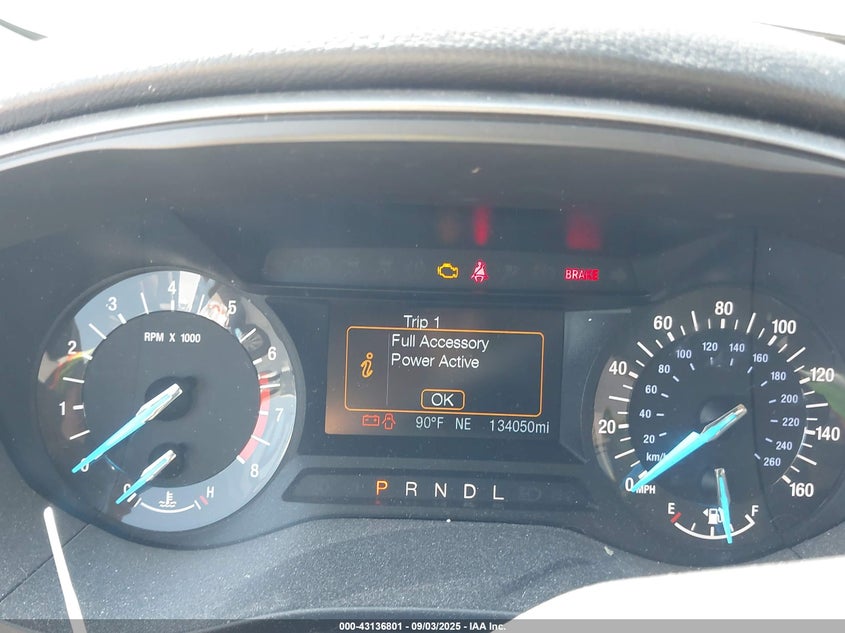 BRAKE
1
2
3
4
5
6
7
8
RPM X 1000
H
Trip 1
Full Accessory
Power Active
OK
90°F NE 134050mi
P R N D L
0
20
40
60
80
100
120
140
160
MPH
20
40
60
80
100
120
140
160
180
200
220
240
260
km/h
E
F
000-43136801 - 09/03/2025 - IAA Inc.